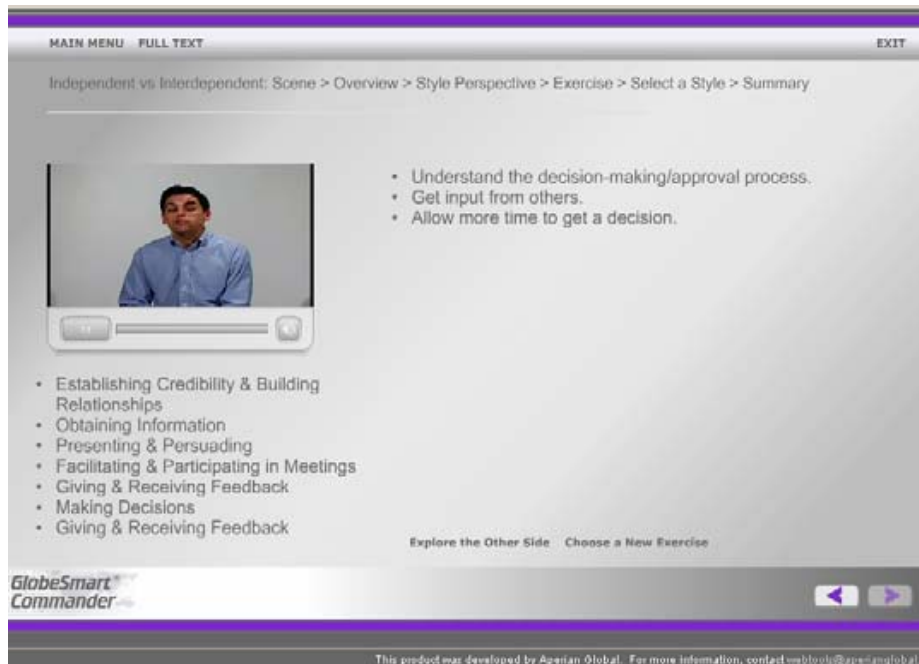 MAIN MENU FULL TEXT EXIT
Independent vs Interdependent: Scene > Overview > Style Perspective > Exercise > Select a Style > Summary
• Understand the decision-making/approval process.
• Get input from others.
• Allow more time to get a decision.
• Establishing Credibility & Building
Relationships
• Obtaining Information
• Presenting & Persuading
• Facilitating & Participating in Meetings
• Giving & Receiving Feedback
• Making Decisions
• Giving & Receiving Feedback
Explore the Other Side Choose a New Exercise
GlobeSmart
Commander
This product was developed by Aperian Global. For more information, contact webtools@aperianglobal